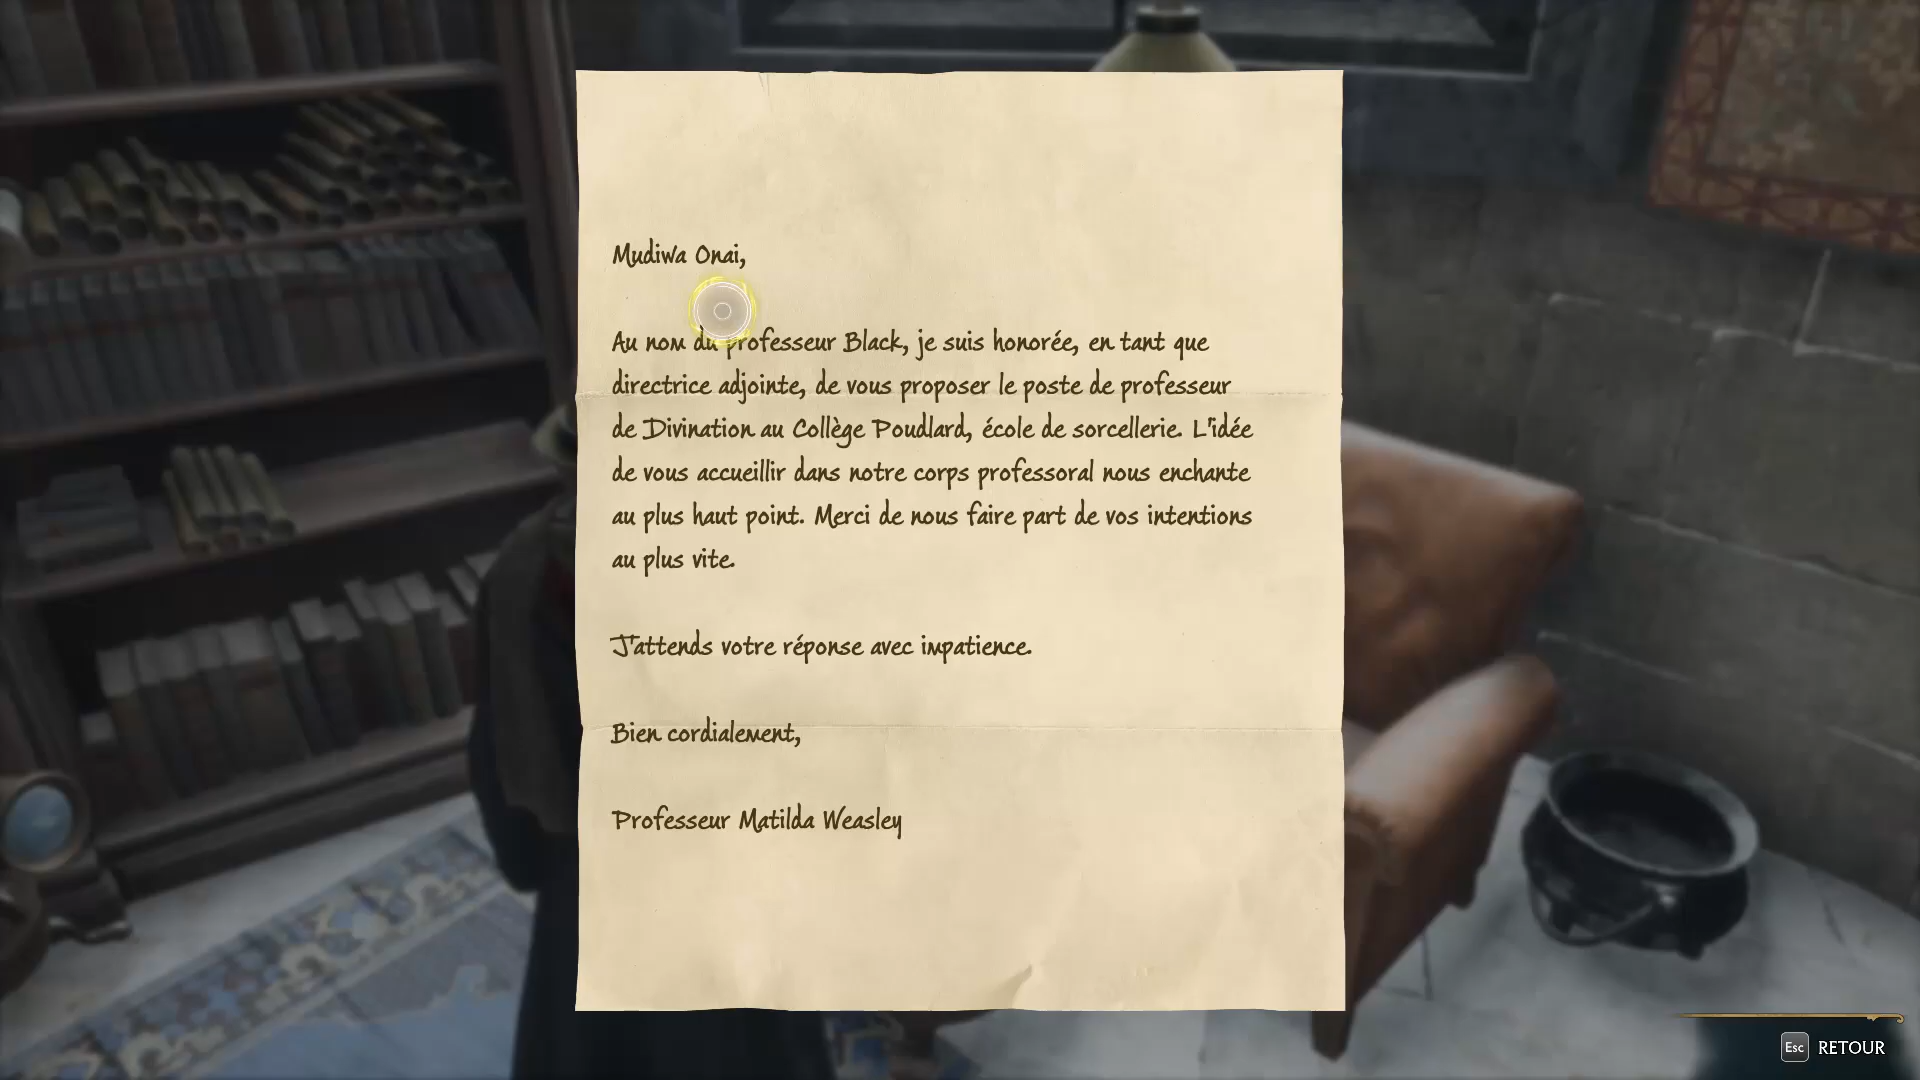 Mudiwa Onai,
Au nom du professeur Black, je suis honorée, en tant que
directrice adjointe, de vous proposer le poste de professeur
de Divination au Collège Poudlard, école de sorcellerie. L'idée
de vous accueillir dans notre corps professoral nous enchante
au plus haut point. Merci de nous faire part de vos intentions
au plus vite.
J'attends votre réponse avec impatience.
Bien cordialement,
Professeur Matilda Weasley
Esc RETOUR